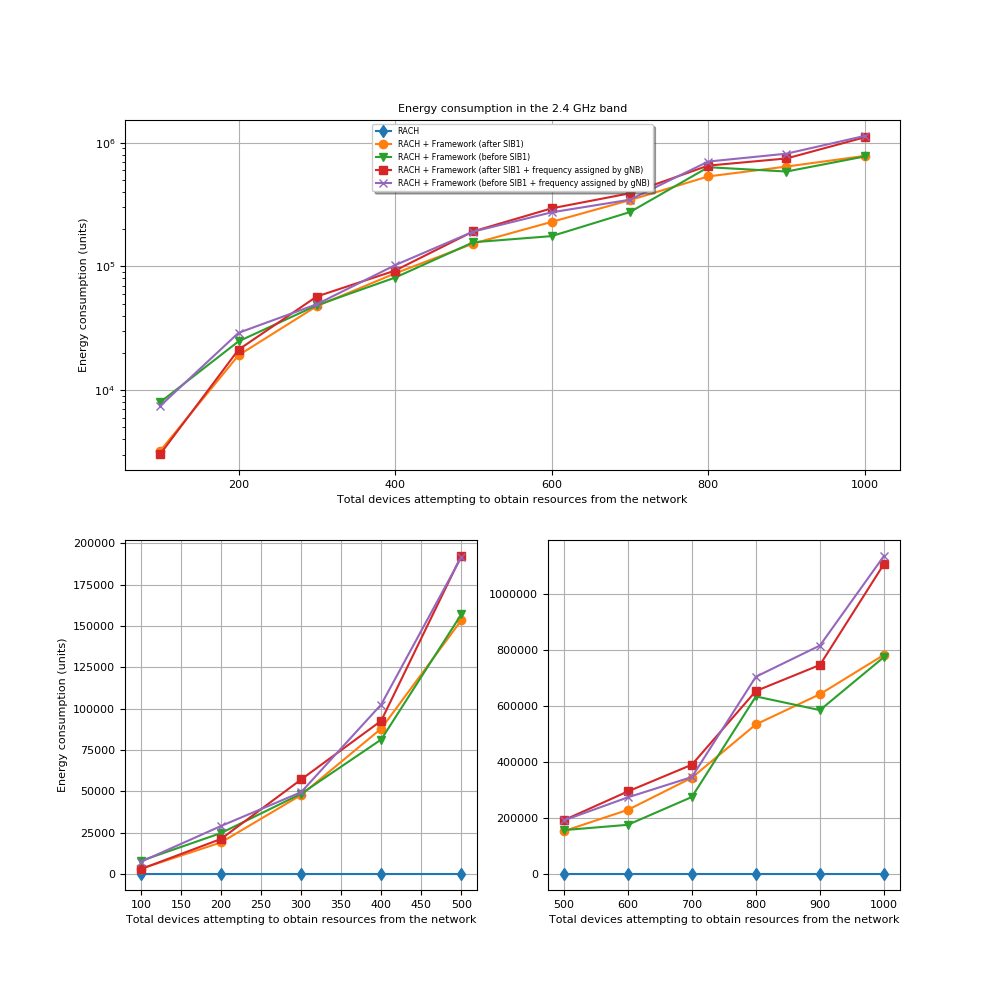 Energy consumption in the 2.4 GHz band
RACH
RACH + Framework (after SIB1)
RACH + Framework (before SIB1)
RACH + Framework (after SIB1 + frequency assigned by gNB)
RACH + Framework (before SIB1 + frequency assigned by gNB)
10⁶
10⁵
10⁴
Energy consumption (units)
200 400 600 800 1000
Total devices attempting to obtain resources from the network
200000
175000
150000
125000
100000
75000
50000
25000
0
Energy consumption (units)
100 150 200 250 300 350 400 450 500
Total devices attempting to obtain resources from the network
1000000
800000
600000
400000
200000
0
500 600 700 800 900 1000
Total devices attempting to obtain resources from the network